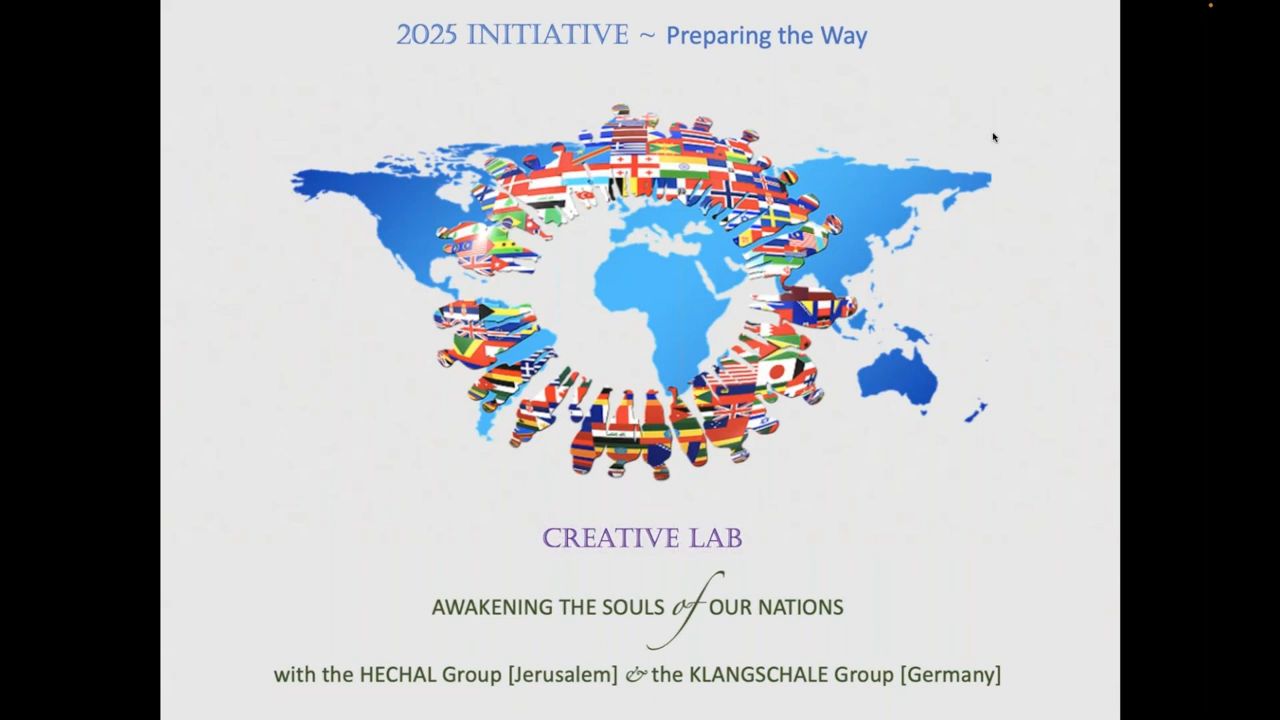 2025 INITIATIVE ~ Preparing the Way
CREATIVE LAB
AWAKENING THE SOULS of OUR NATIONS
with the HECHAL Group [Jerusalem] & the KLANGSCHALE Group [Germany]